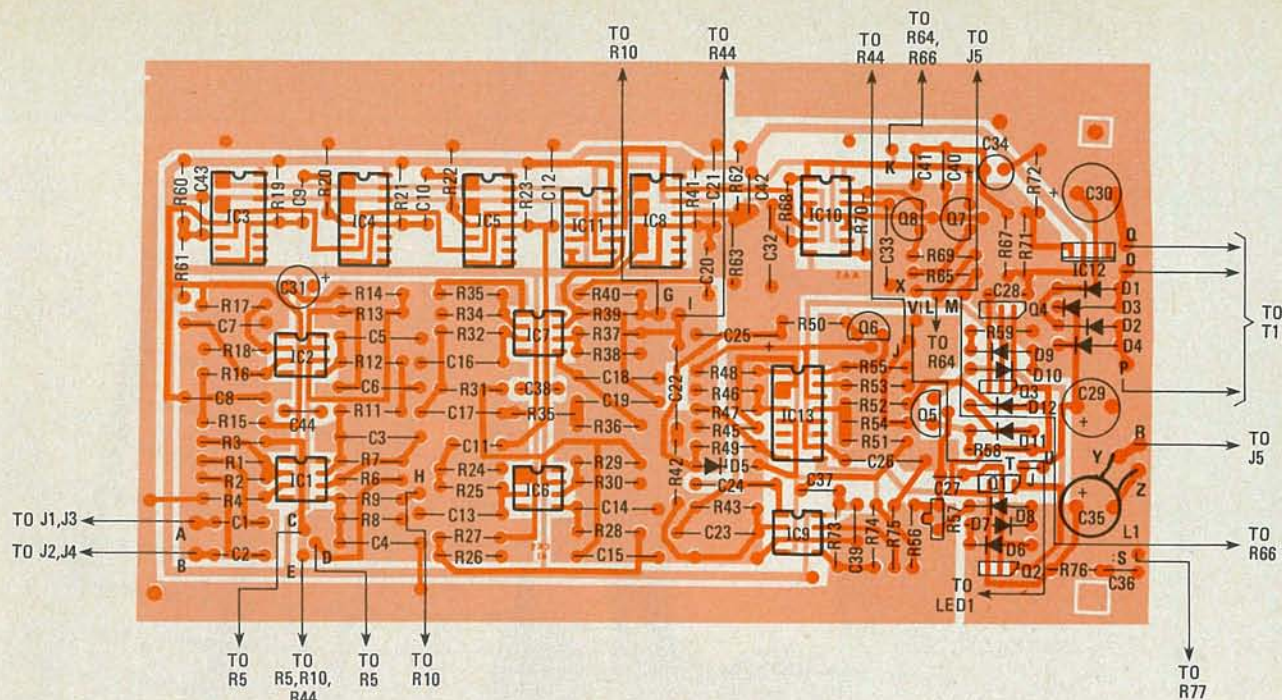 TO R10
TO R44
TO R44
TO R64, R66
TO J5
R60
C43
IC3
R19
C9
R20
IC4
R21
C10
R22
IC5
R23
C12
IC11
IC8
R41
C21
R62
C42
R68
IC10
R70
K
C41
C40
C34
R72
+
C30
Q8
Q7
R67
R71
R61
C20
R63
C32
C33
R69
R65
X
IC12
O
TO T1
C31
+
R17
C7
R18
R16
C8
R15
R3
R1
R2
R4
C1
C2
IC2
C44
IC1
R14
R13
C5
R12
C6
R11
C3
R7
R6
R9
R8
C4
H
R35
R34
R32
C16
R31
C17
C11
R24
R25
C13
R27
R26
IC7
C38
R35
IC6
R40
R39
R37
R38
C18
C19
R36
R29
R30
C14
R28
C15
G
I
C22
R42
C25
R50
+
Q6
J
R48
R46
R47
R45
R49
D5
C24
R43
C23
IC13
R55
R53
R52
R54
R51
C26
C37
IC9
R73
C39
R74
R75
R56
Q5
V
L
M
TO R64
C28
Q4
R59
D9
D10
Q3
D12
D11
R58
D1
D3
D2
D4
P
C29
R
TO J5
Y
Z
+
C35
L1
T
Q1
C27
R57
D7
D8
D6
Q2
R76
S
C36
TO R66
TO LED1
TO R77
TO J1,J3
A
TO J2,J4
B
C
D
E
TO R5
TO R5,R10, R44
TO R5
TO R10